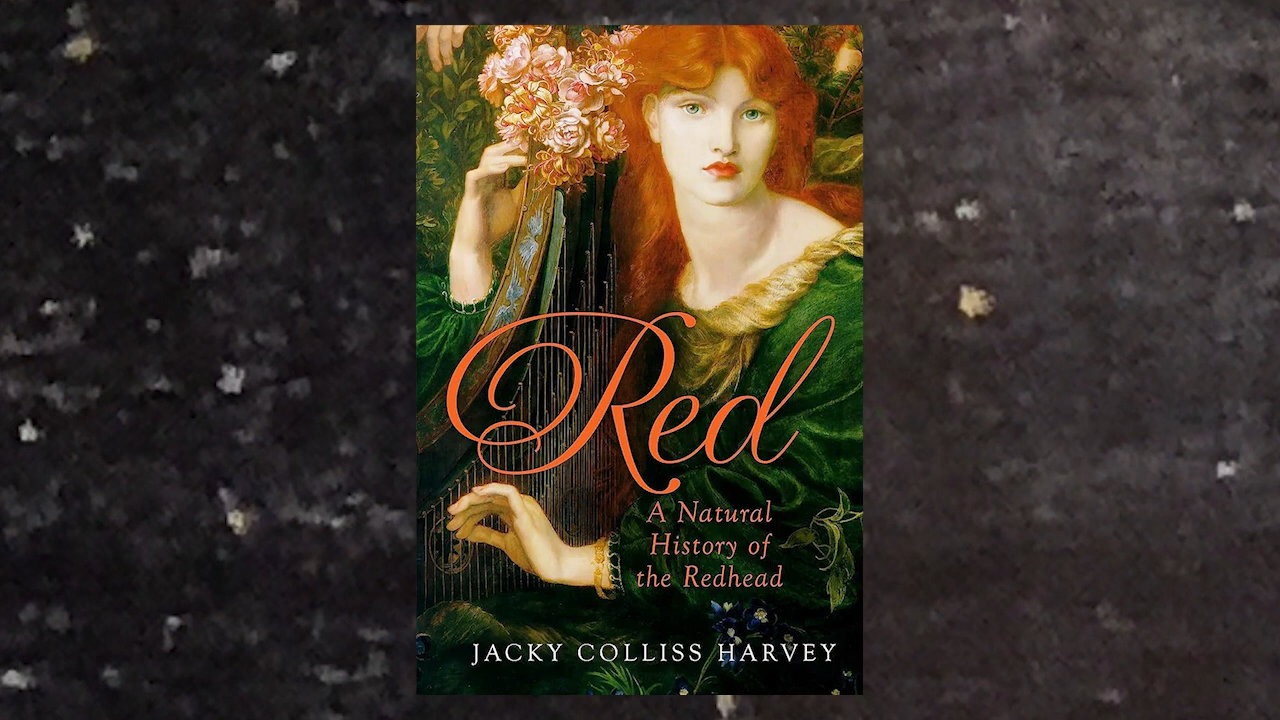 Red
A Natural
History of
the Redhead
JACKY COLLISS HARVEY